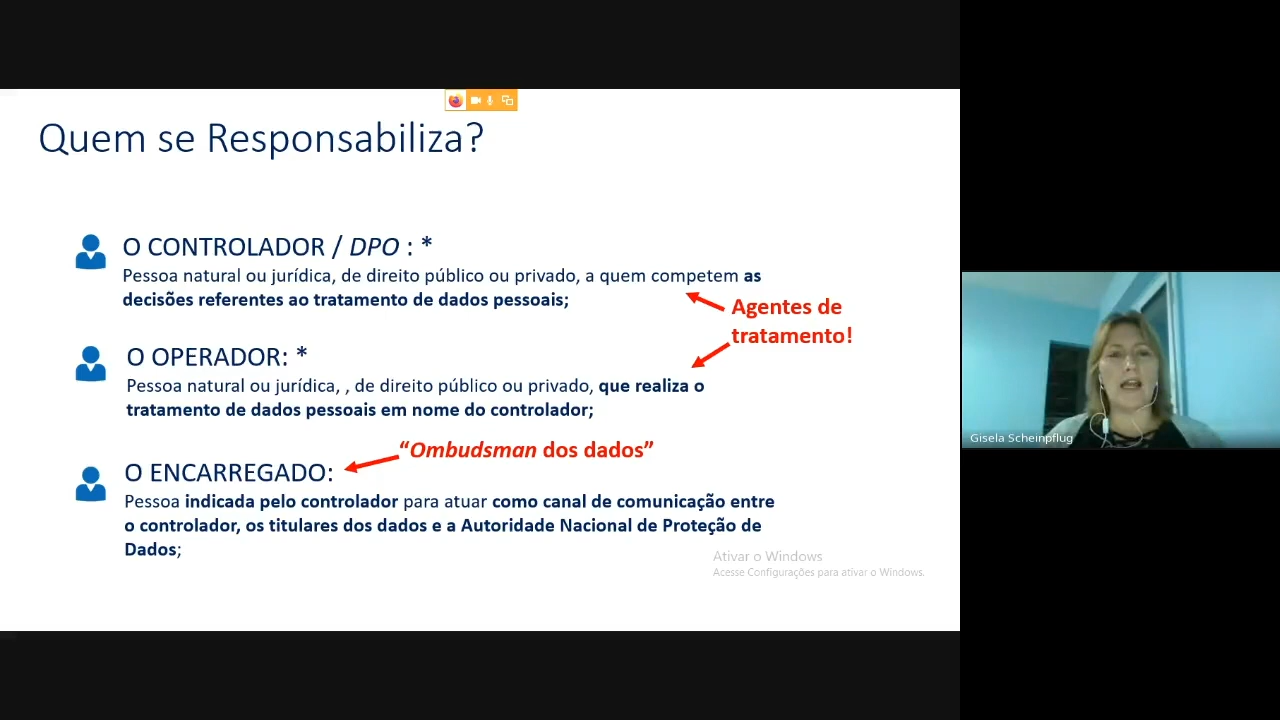 Quem se Responsabiliza?
O CONTROLADOR / DPO : *
Pessoa natural ou jurídica, de direito público ou privado, a quem competem as
decisões referentes ao tratamento de dados pessoais;
Agentes de
tratamento!
O OPERADOR: *
Pessoa natural ou jurídica, , de direito público ou privado, que realiza o
tratamento de dados pessoais em nome do controlador;
“Ombudsman dos dados”
O ENCARREGADO:
Pessoa indicada pelo controlador para atuar como canal de comunicação entre
o controlador, os titulares dos dados e a Autoridade Nacional de Proteção de
Dados;
Ativar o Windows
Acesse Configurações para ativar o Windows.
Gisela Scheinpflug